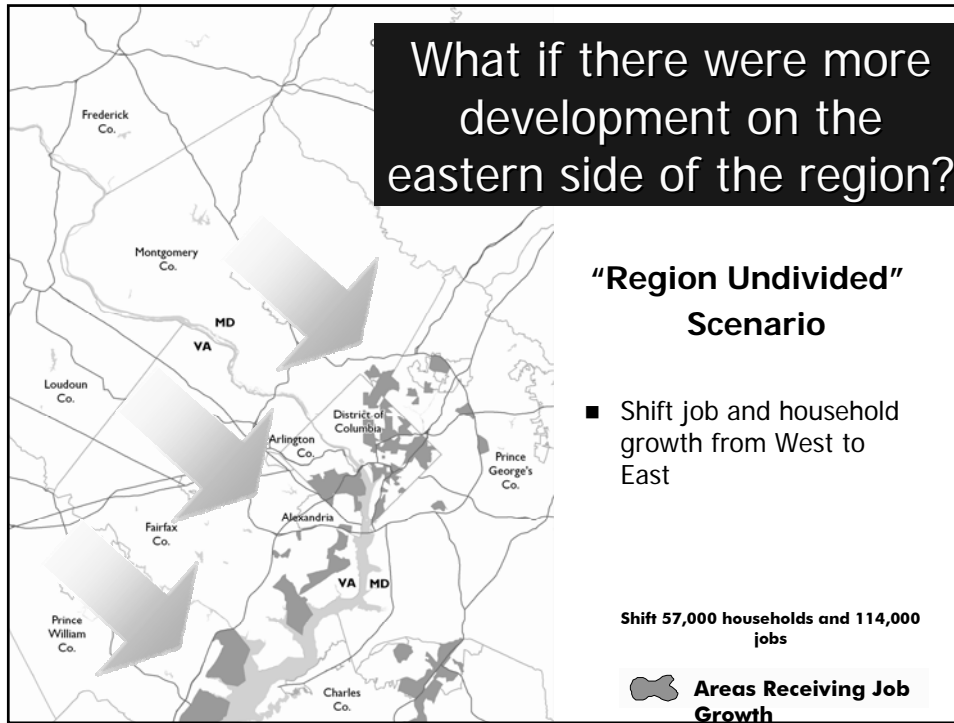 What if there were more
development on the
eastern side of the region?
Frederick
Co.
Montgomery
Co.
MD
VA
Loudoun
Co.
District of
Columbia
Arlington
Co.
Prince
George's
Co.
Alexandria
Fairfax
Co.
VA MD
Prince
William
Co.
Charles
Co.
“Region Undivided”
Scenario
■ Shift job and household
growth from West to
East
Shift 57,000 households and 114,000
jobs
Areas Receiving Job
Growth